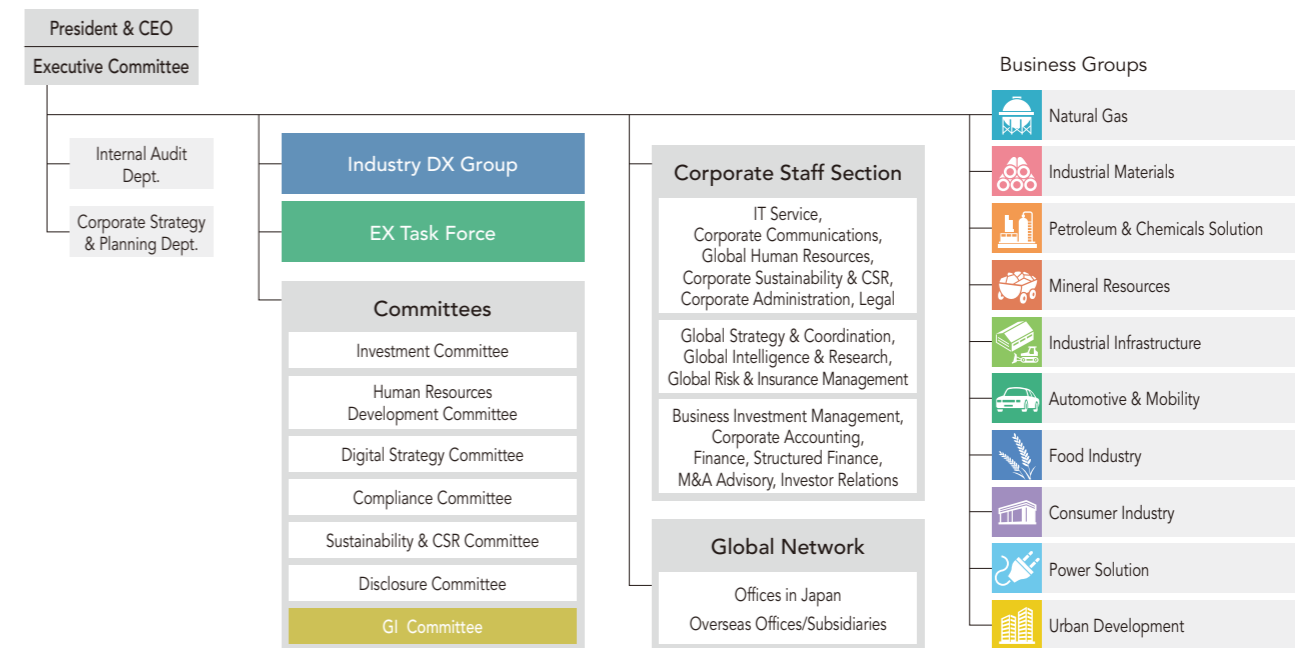 President & CEO
Executive Committee
Internal Audit
Dept.
Corporate Strategy
& Planning Dept.
Industry DX Group
EX Task Force
Committees
Investment Committee
Human Resources
Development Committee
Digital Strategy Committee
Compliance Committee
Sustainability & CSR Committee
Disclosure Committee
GI Committee
Corporate Staff Section
IT Service,
Corporate Communications,
Global Human Resources,
Corporate Sustainability & CSR,
Corporate Administration, Legal
Global Strategy & Coordination,
Global Intelligence & Research,
Global Risk & Insurance Management
Business Investment Management,
Corporate Accounting,
Finance, Structured Finance,
M&A Advisory, Investor Relations
Global Network
Offices in Japan
Overseas Offices/Subsidiaries
Business Groups
Natural Gas
Industrial Materials
Petroleum & Chemicals Solution
Mineral Resources
Industrial Infrastructure
Automotive & Mobility
Food Industry
Consumer Industry
Power Solution
Urban Development